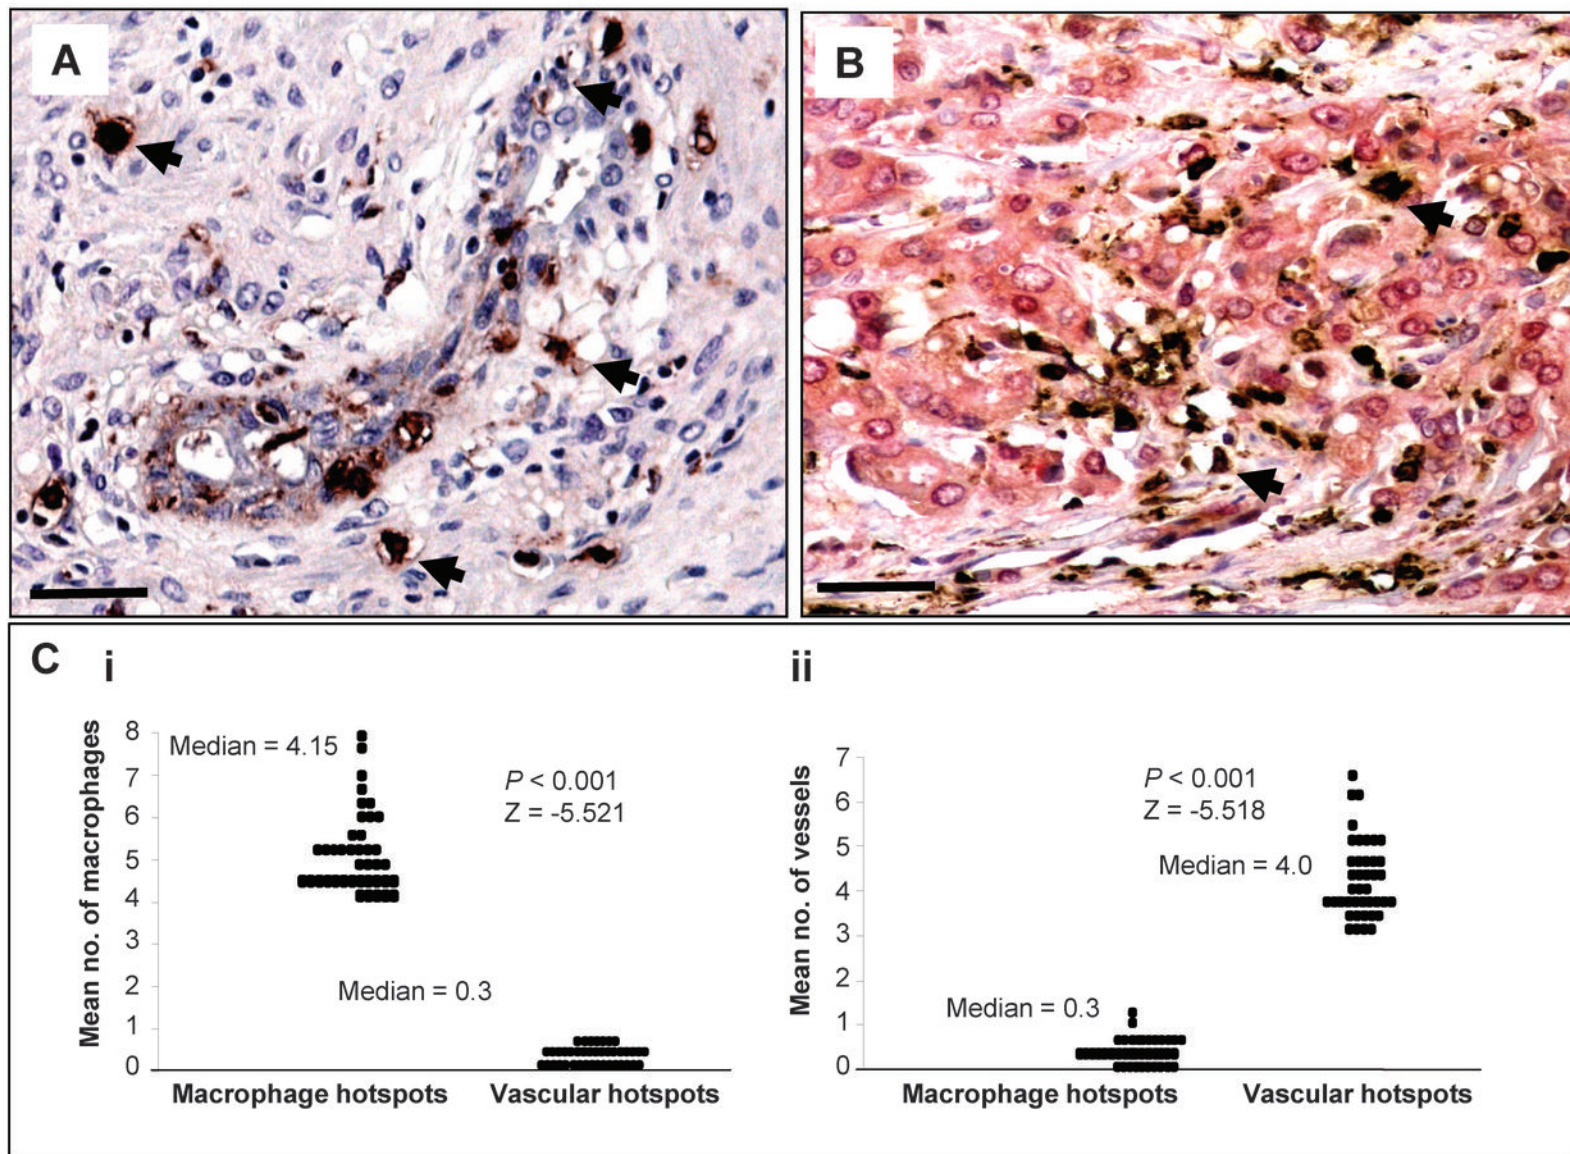 A
B
C i
ii
Mean no. of macrophages
8
7
6
5
4
3
2
1
0
Median = 4.15
P < 0.001
Z = -5.521
Median = 0.3
Macrophage hotspots
Vascular hotspots
Mean no. of vessels
7
6
5
4
3
2
1
0
P < 0.001
Z = -5.518
Median = 4.0
Median = 0.3
Macrophage hotspots
Vascular hotspots